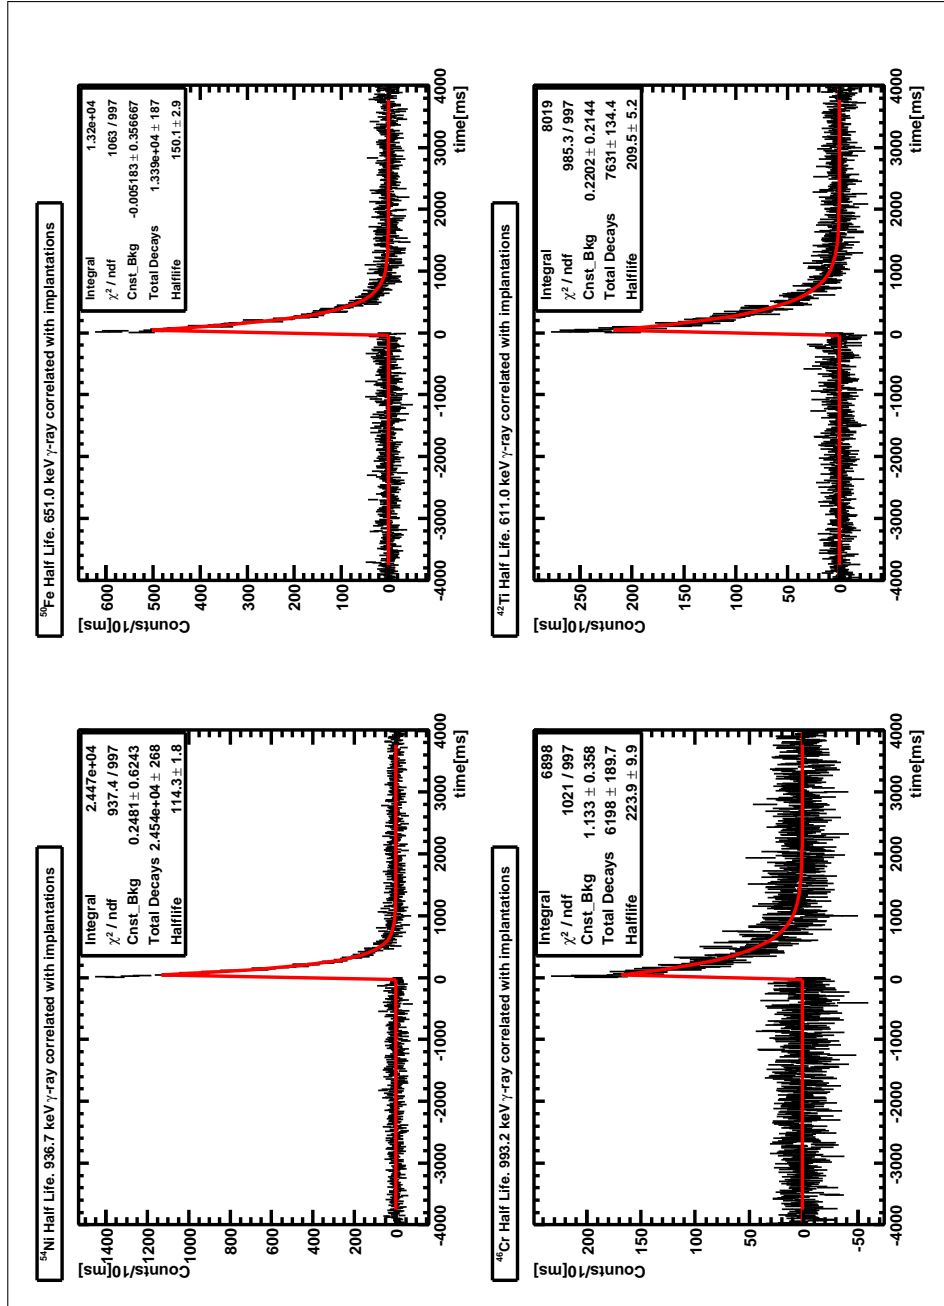 ⁵⁴Ni Half Life. 936.7 keV γ-ray correlated with implantations
Counts/10[ms]
1400
1200
1000
800
600
400
200
0
-4000 -3000 -2000 -1000 0 1000 2000 3000 4000
time[ms]
Integral 2.447e+04
χ² / ndf 937.4 / 997
Cnst_Bkg 0.2481 ± 0.6243
Total Decays 2.454e+04 ± 268
Halflife 114.3 ± 1.8
⁵⁰Fe Half Life. 651.0 keV γ-ray correlated with implantations
Counts/10[ms]
600
500
400
300
200
100
0
-4000 -3000 -2000 -1000 0 1000 2000 3000 4000
time[ms]
Integral 1.32e+04
χ² / ndf 1063 / 997
Cnst_Bkg -0.05183 ± 0.356667
Total Decays 1.339e+04 ± 187
Halflife 150.1 ± 2.9
⁴⁶Cr Half Life. 993.2 keV γ-ray correlated with implantations
Counts/10[ms]
200
150
100
50
0
-50
-4000 -3000 -2000 -1000 0 1000 2000 3000 4000
time[ms]
Integral 6898
χ² / ndf 1021 / 997
Cnst_Bkg 1.133 ± 0.358
Total Decays 6198 ± 189.7
Halflife 223.9 ± 9.9
⁴²Ti Half Life. 611.0 keV γ-ray correlated with implantations
Counts/10[ms]
250
200
150
100
50
0
-4000 -3000 -2000 -1000 0 1000 2000 3000 4000
time[ms]
Integral 8019
χ² / ndf 985.3 / 997
Cnst_Bkg 0.2202 ± 0.2144
Total Decays 7631 ± 134.4
Halflife 209.5 ± 5.2